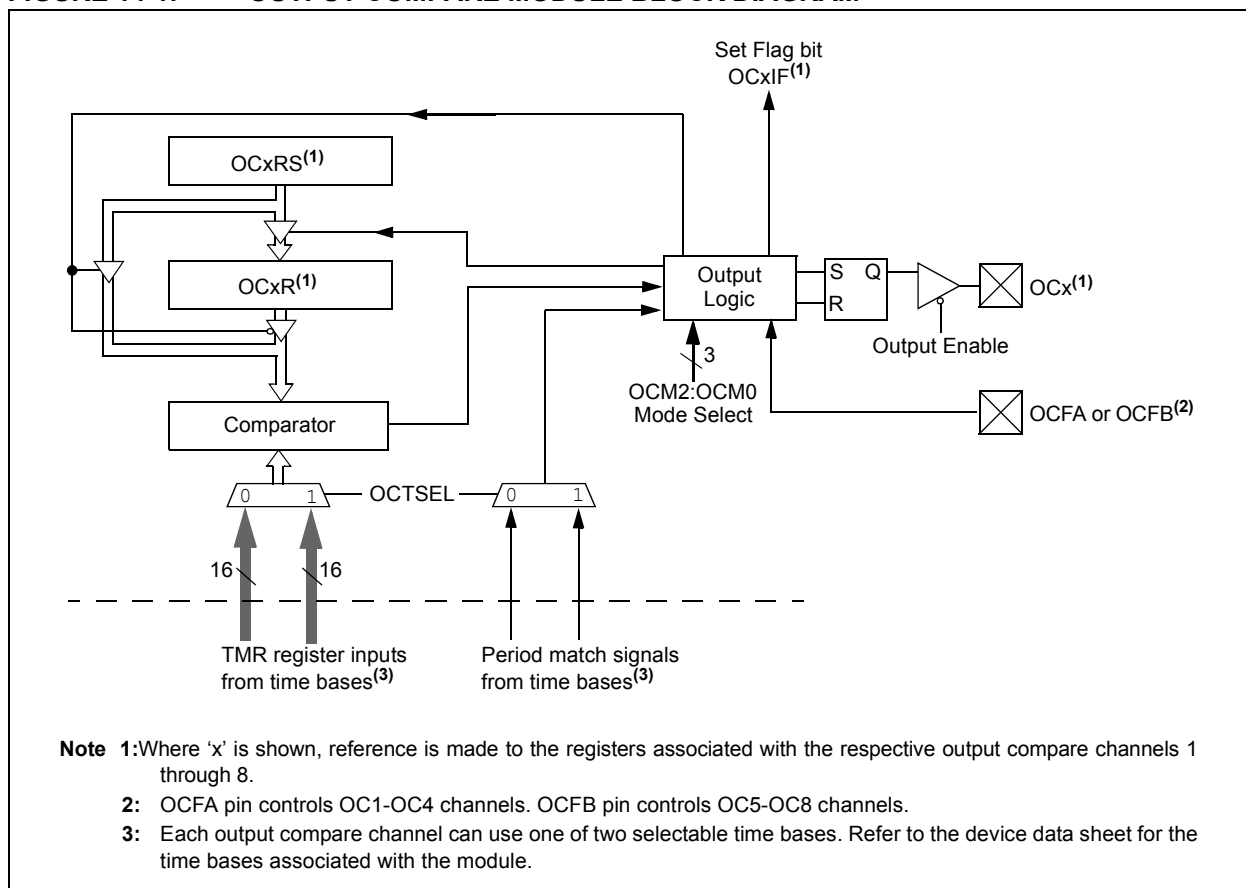 Set Flag bit
OCxIF(1)
OCxRS(1)
OCxR(1)
Output
Logic
S Q
R
OCx(1)
Output Enable
3
OCM2:OCM0
Mode Select
OCFA or OCFB(2)
Comparator
0 1
OCTSEL
0 1
16
16
TMR register inputs
from time bases(3)
Period match signals
from time bases(3)
Note 1:Where ‘x’ is shown, reference is made to the registers associated with the respective output compare channels 1
through 8.
2: OCFA pin controls OC1-OC4 channels. OCFB pin controls OC5-OC8 channels.
3: Each output compare channel can use one of two selectable time bases. Refer to the device data sheet for the
time bases associated with the module.